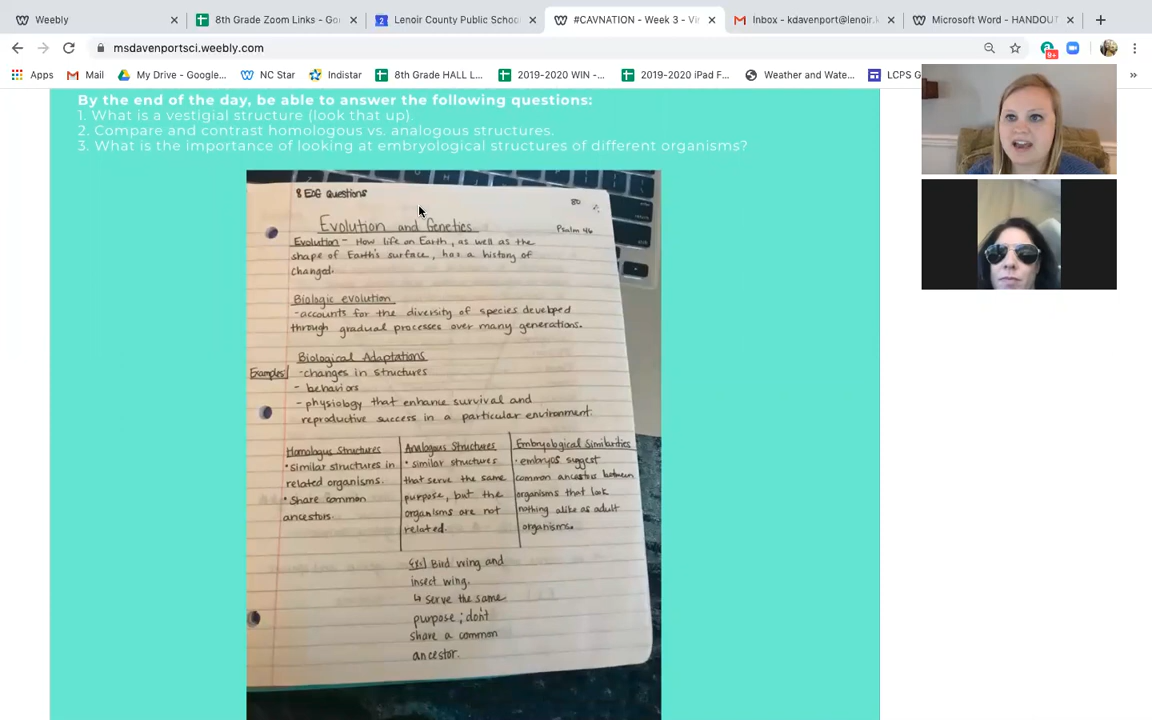 Weebly
8th Grade Zoom Links - Go
Lenoir County Public Schoo
#CAVNATION - Week 3 - Vir
Inbox - kdavenport@lenoir.k
Microsoft Word - HANDOUT
msdavenportsci.weebly.com
Apps
Mail
My Drive - Google...
NC Star
Indistar
8th Grade HALL L...
2019-2020 WIN -...
2019-2020 iPad F...
Weather and Wate...
LCPS G
By the end of the day, be able to answer the following questions:
1. What is a vestigial structure (look that up).
2. Compare and contrast homologous vs. analogous structures.
3. What is the importance of looking at embryological structures of different organisms?
8 EOG Questions
80
Evolution and Genetics
Psalm 46
Evolution - How life on Earth, as well as the
shape of Earth's surface, has a history of
changed.
Biologic evolution
-accounts for the diversity of species developed
through gradual processes over many generations.
Biological Adaptations
Examples
-changes in structures
- behaviors
- physiology that enhance survival and
reproductive success in a particular environment.
Homologus Structures
• Similar structures in
related organisms.
• Share common
ancestors.
Analogous Structures
• similar structures
that serve the same
purpose, but the
organisms are not
related.
Ex: Bird wing and
insect wing.
↳ serve the same
purpose; don't
share a common
ancestor.
Embryological Similarities
• embryos suggest
common ancestors between
organisms that look
nothing alike as adult
organisms.